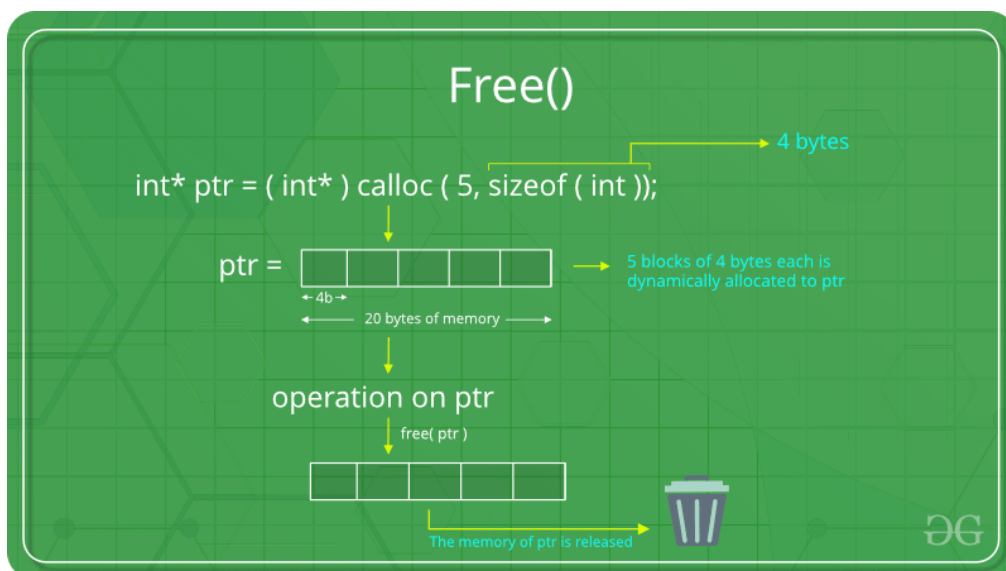 Free()
4 bytes
int* ptr = ( int* ) calloc ( 5, sizeof ( int ));
ptr =
5 blocks of 4 bytes each is
dynamically allocated to ptr
4b
20 bytes of memory
operation on ptr
free( ptr )
The memory of ptr is released
GG